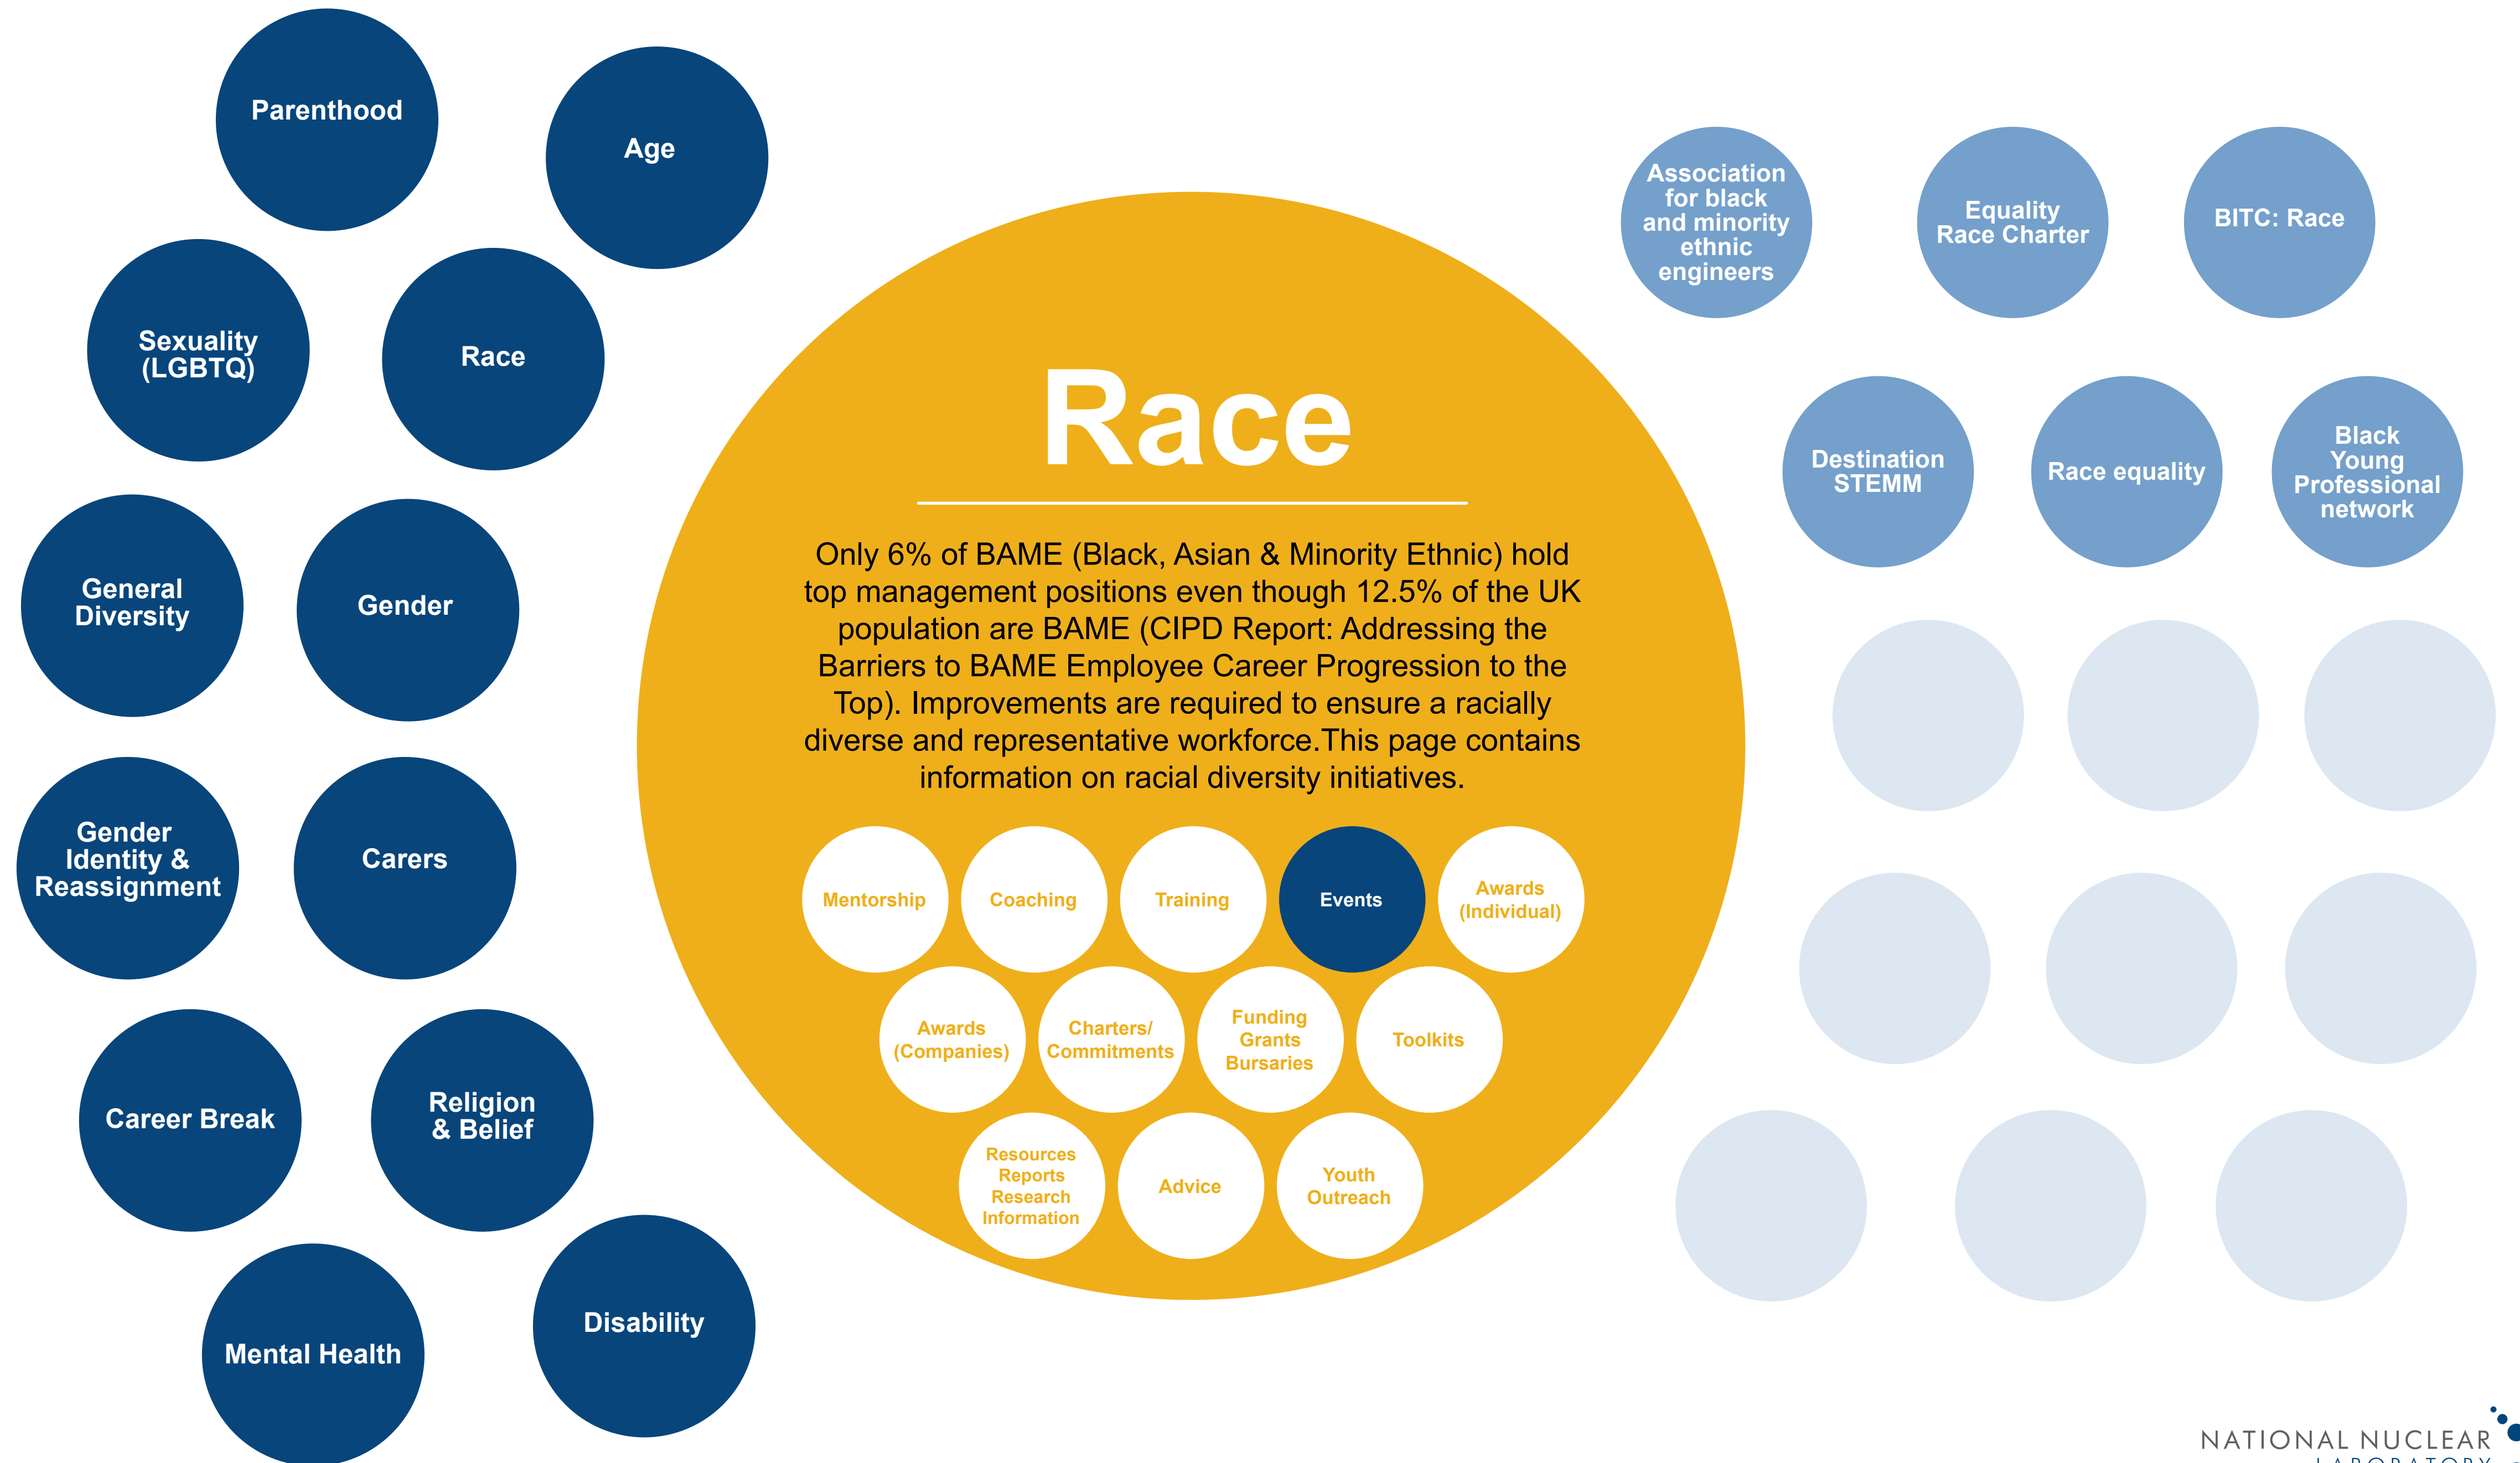 Parenthood
Age
Sexuality
(LGBTQ)
Race
General
Diversity
Gender
Gender
Identity &
Reassignment
Carers
Career Break
Religion
& Belief
Mental Health
Disability
Race
Only 6% of BAME (Black, Asian & Minority Ethnic) hold
top management positions even though 12.5% of the UK
population are BAME (CIPD Report: Addressing the
Barriers to BAME Employee Career Progression to the
Top). Improvements are required to ensure a racially
diverse and representative workforce.This page contains
information on racial diversity initiatives.
Mentorship
Coaching
Training
Events
Awards
(Individual)
Awards
(Companies)
Charters/
Commitments
Funding
Grants
Bursaries
Toolkits
Resources
Reports
Research
Information
Advice
Youth
Outreach
Association
for black
and minority
ethnic
engineers
Equality
Race Charter
BITC: Race
Destination
STEMM
Race equality
Black
Young
Professional
network
NATIONAL NUCLEAR
LABORATORY